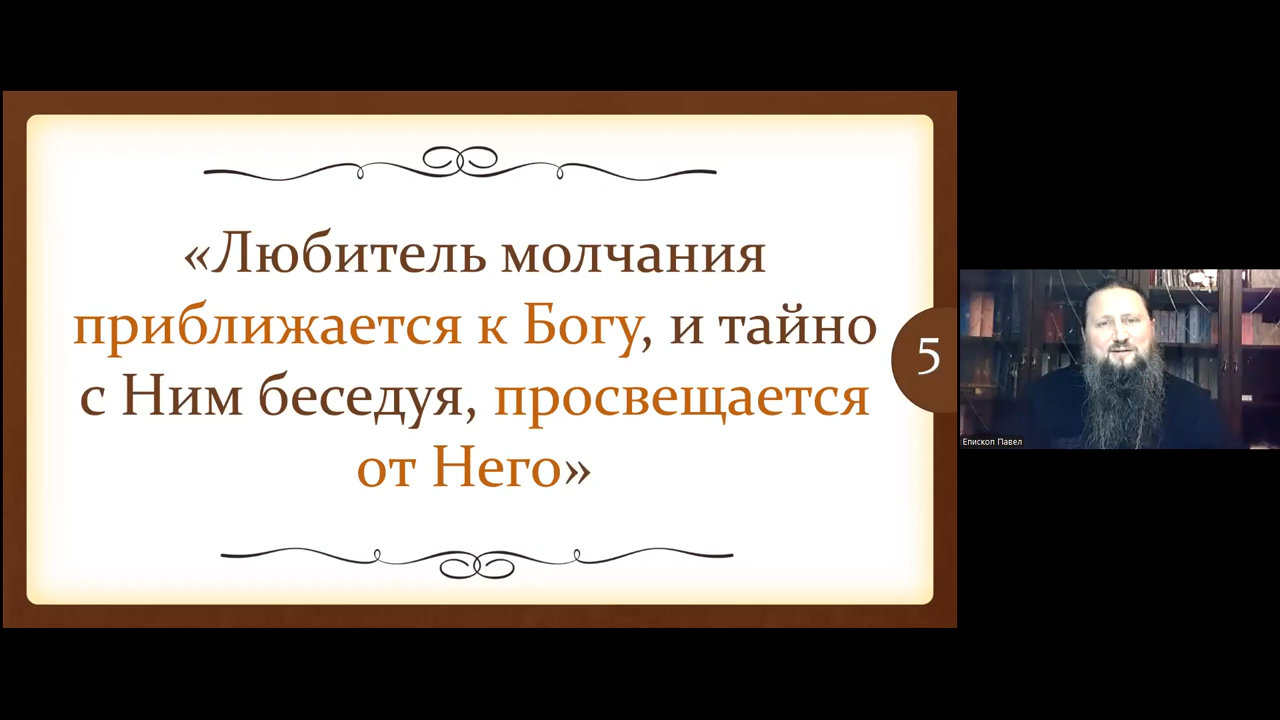 «Любитель молчания
приближается к Богу, и тайно
с Ним беседуя, просвещается
от Него»
5
Епископ Павел